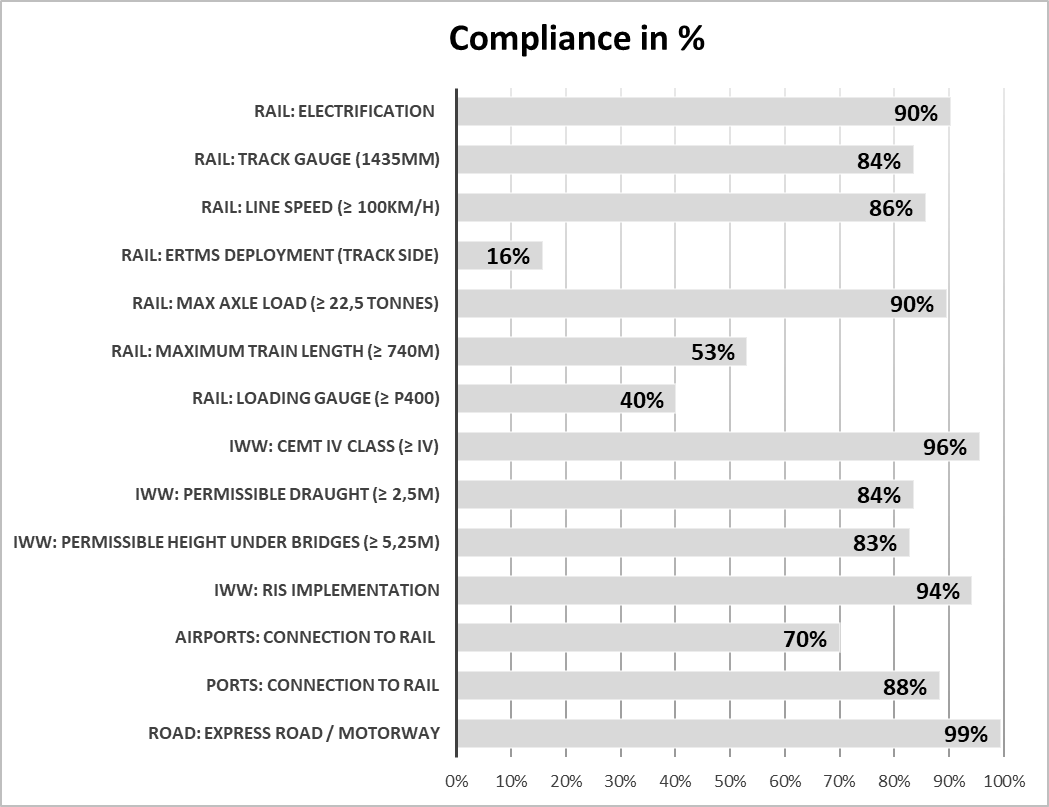 Compliance in %
RAIL: ELECTRIFICATION 90%
RAIL: TRACK GAUGE (1435MM) 84%
RAIL: LINE SPEED (≥ 100KM/H) 86%
RAIL: ERTMS DEPLOYMENT (TRACK SIDE) 16%
RAIL: MAX AXLE LOAD (≥ 22,5 TONNES) 90%
RAIL: MAXIMUM TRAIN LENGTH (≥ 740M) 53%
RAIL: LOADING GAUGE (≥ P400) 40%
IWW: CEMT IV CLASS (≥ IV) 96%
IWW: PERMISSIBLE DRAUGHT (≥ 2,5M) 84%
IWW: PERMISSIBLE HEIGHT UNDER BRIDGES (≥ 5,25M) 83%
IWW: RIS IMPLEMENTATION 94%
AIRPORTS: CONNECTION TO RAIL 70%
PORTS: CONNECTION TO RAIL 88%
ROAD: EXPRESS ROAD / MOTORWAY 99%
0% 10% 20% 30% 40% 50% 60% 70% 80% 90% 100%